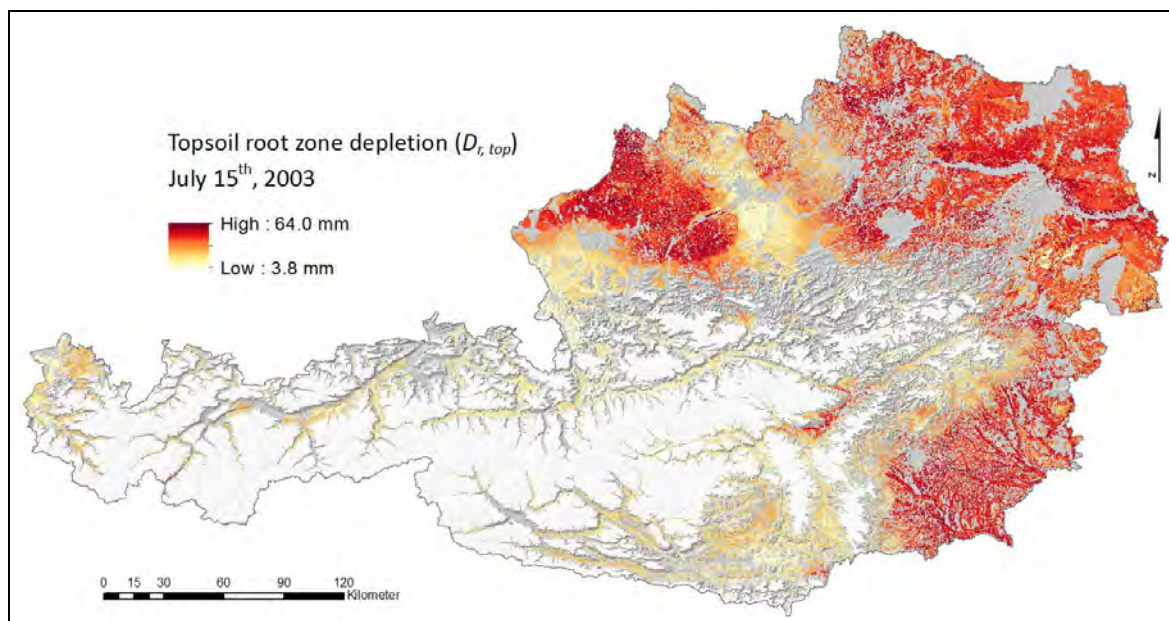 Topsoil root zone depletion (Dr, top)
July 15th, 2003
High : 64.0 mm
Low : 3.8 mm
N
0 15 30 60 90 120
Kilometer